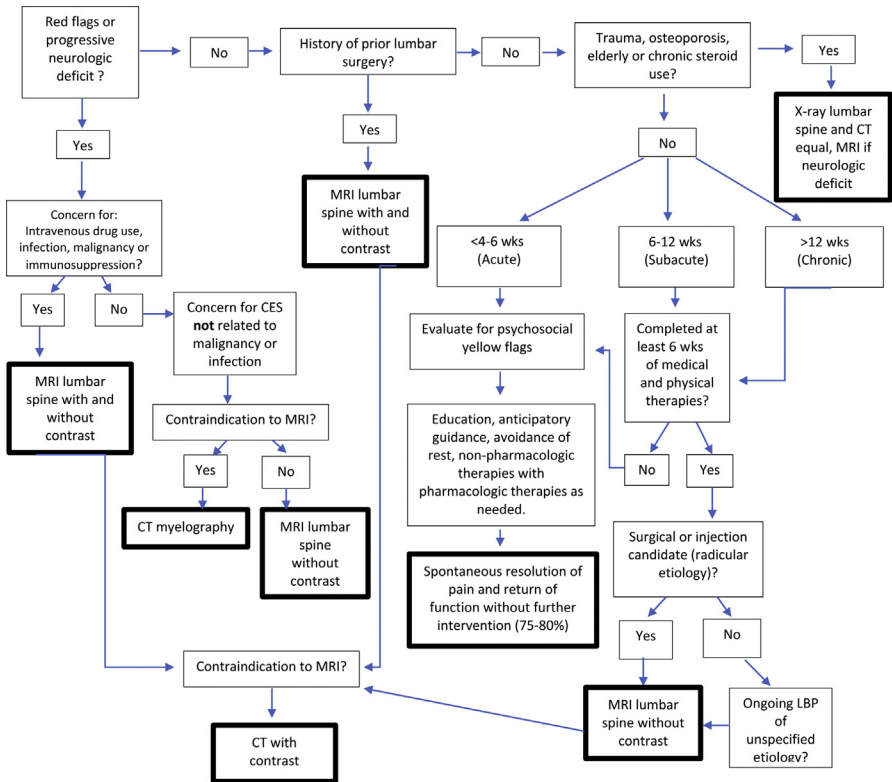 Red flags or
progressive
neurologic
deficit ?
No
History of prior lumbar
surgery?
No
Trauma, osteoporosis,
elderly or chronic steroid
use?
Yes
X-ray lumbar
spine and CT
equal, MRI if
neurologic
deficit
Yes
Yes
No
MRI lumbar
spine with and
without
contrast
Concern for:
Intravenous drug use,
infection, malignancy or
immunosuppression?
<4-6 wks
(Acute)
6-12 wks
(Subacute)
>12 wks
(Chronic)
Yes
No
Concern for CES
not related to
malignancy or
infection
Evaluate for psychosocial
yellow flags
Completed at
least 6 wks
of medical
and physical
therapies?
MRI lumbar
spine with and
without
contrast
Contraindication to MRI?
Education, anticipatory
guidance, avoidance of
rest, non-pharmacologic
therapies with
pharmacologic therapies as
needed.
No
Yes
Yes
No
CT myelography
MRI lumbar
spine
without
contrast
Surgical or injection
candidate (radicular
etiology)?
Spontaneous resolution of
pain and return of
function without further
intervention (75-80%)
Yes
No
Contraindication to MRI?
MRI lumbar
spine without
contrast
Ongoing LBP
of
unspecified
etiology?
CT with
contrast